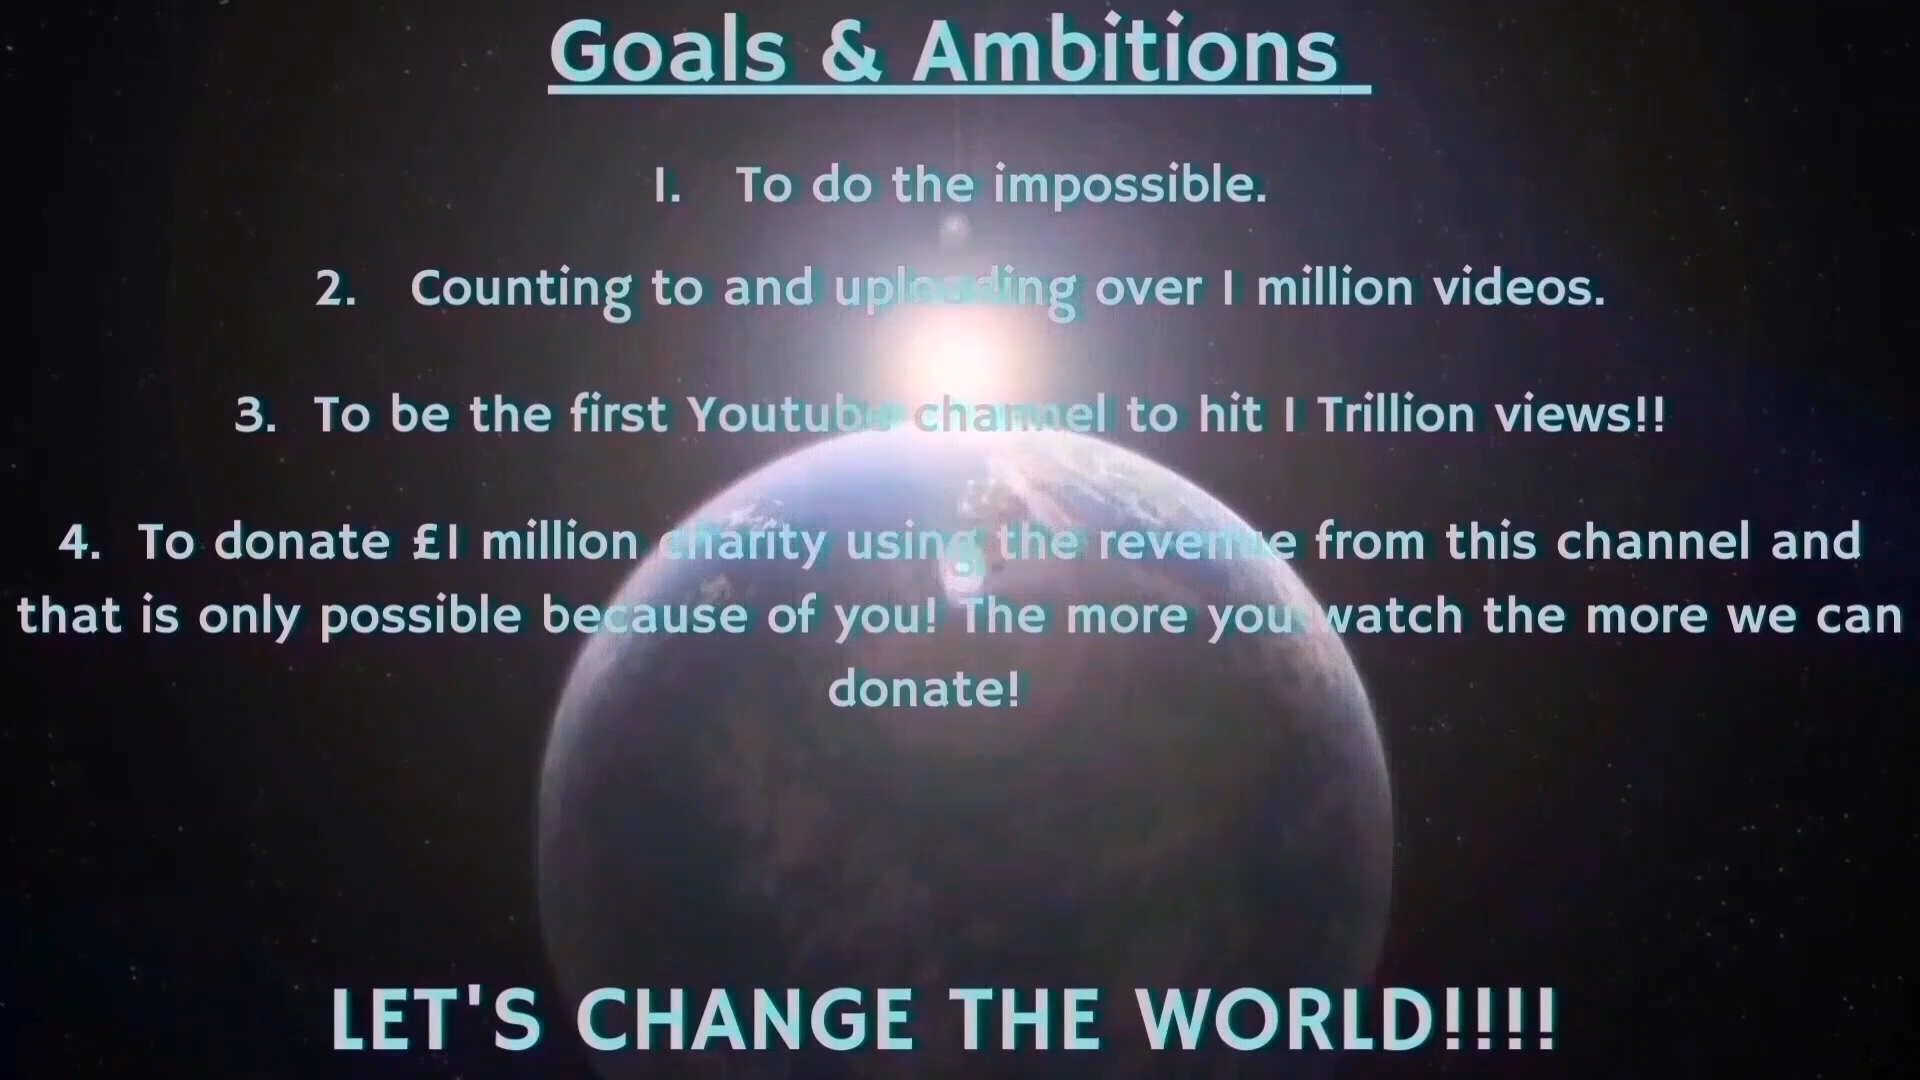 Goals & Ambitions
1. To do the impossible.
2. Counting to and uploading over 1 million videos.
3. To be the first Youtube channel to hit 1 Trillion views!!
4. To donate £1 million charity using the revenue from this channel and
that is only possible because of you! The more you watch the more we can
donate!
LET'S CHANGE THE WORLD!!!!